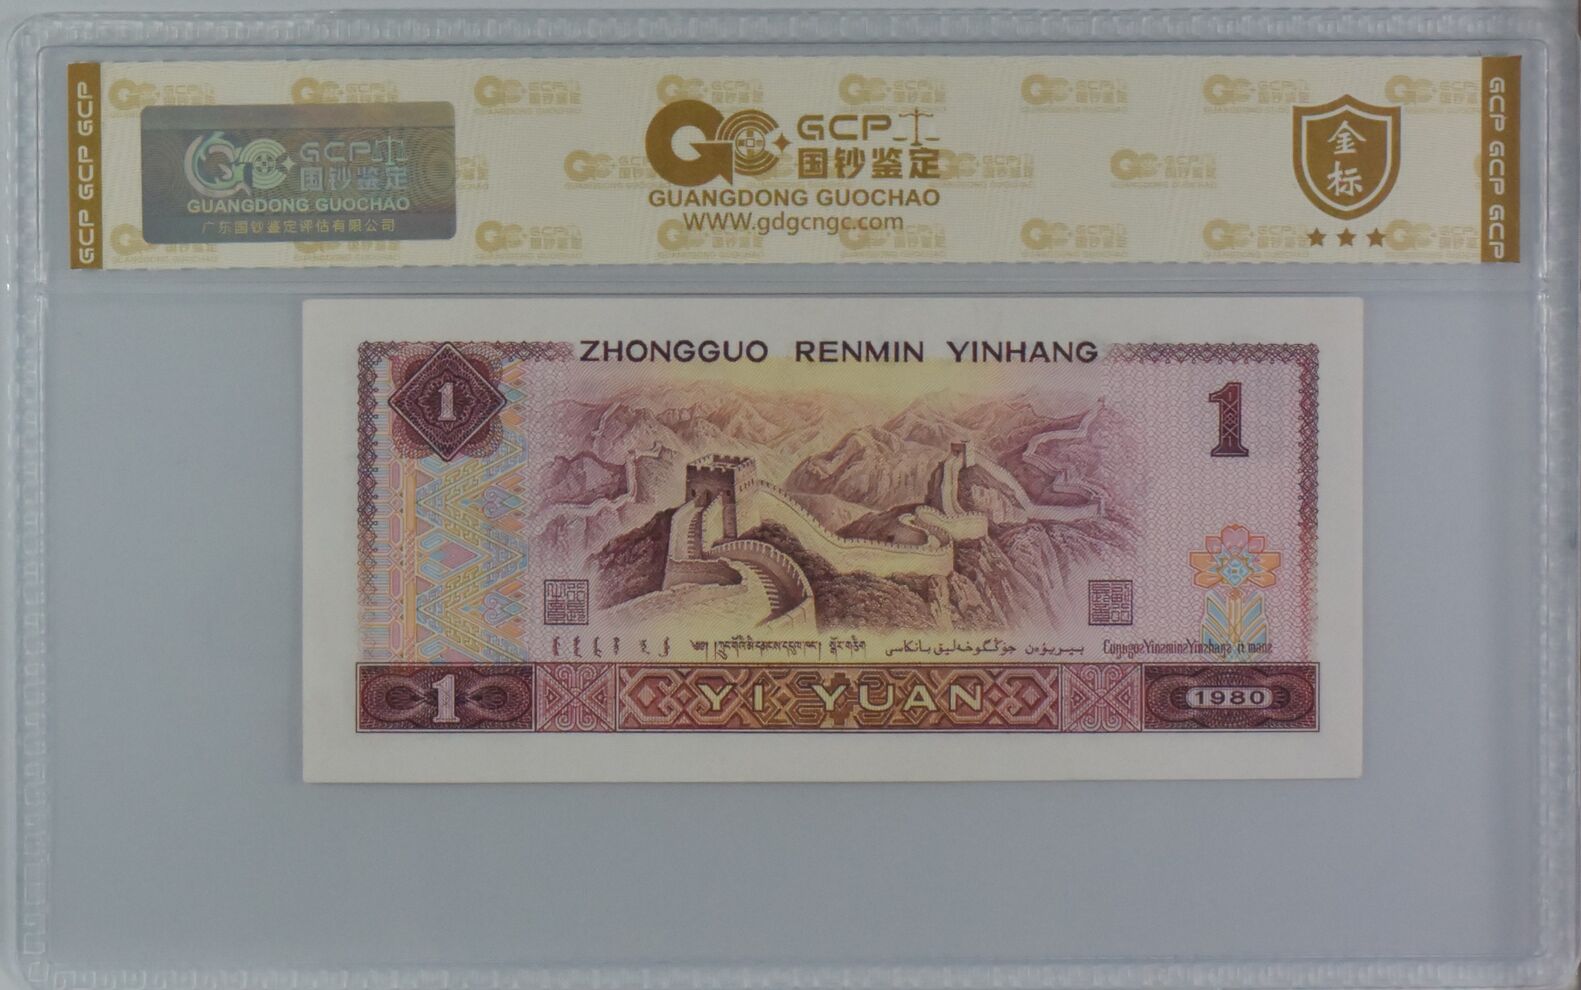 GCP GCP GCP
GCP
国钞鉴定
GUANGDONG GUOCHAO
广东国钞鉴定评估有限公司
GCP
国钞鉴定
GUANGDONG GUOCHAO
WWW.gdgcngc.com
金
标
GCP GCP GCP
ZHONGGUO RENMIN YINHANG
1
1
1
YI YUAN
1980